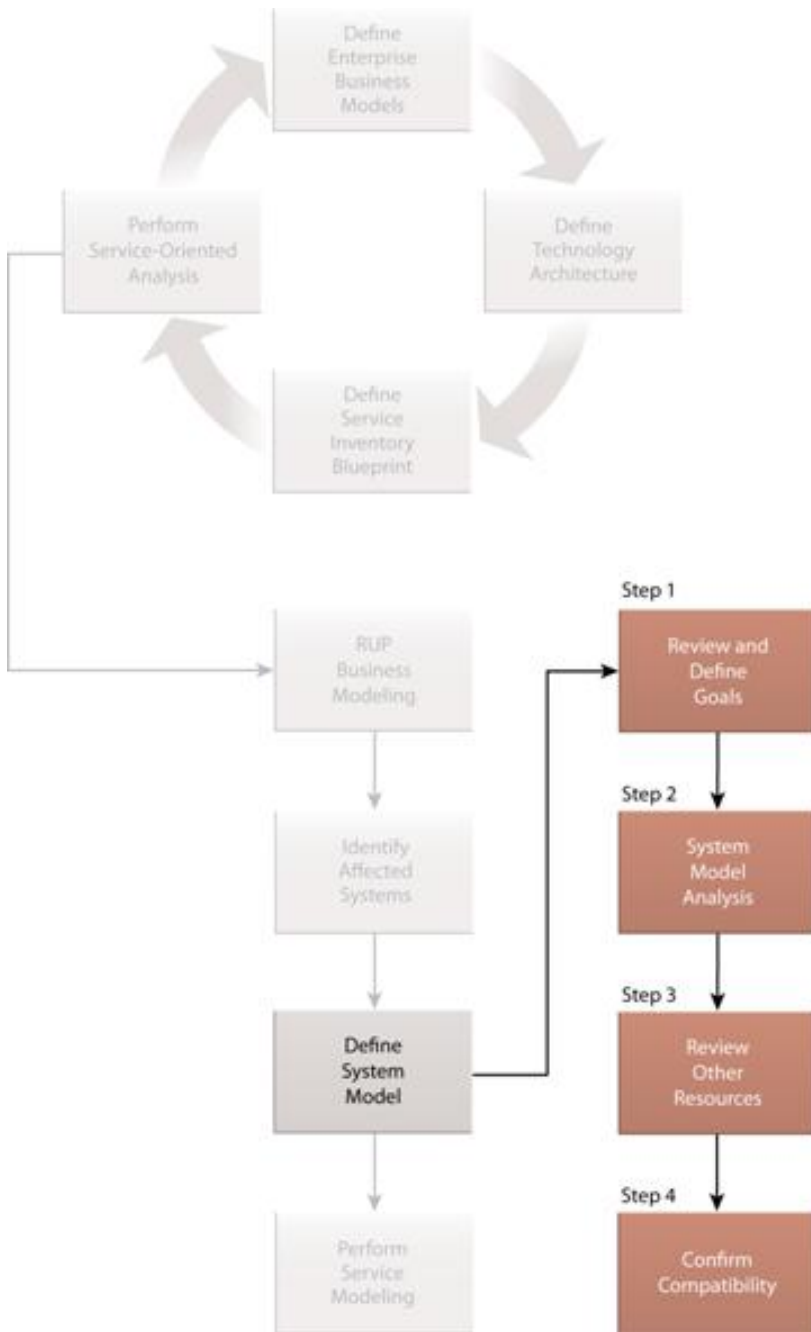 Define
Enterprise
Business
Models
Perform
Service-Oriented
Analysis
Define
Technology
Architecture
Define
Service
Inventory
Blueprint
RUP
Business
Modeling
Identify
Affected
Systems
Define
System
Model
Perform
Service
Modeling
Step 1
Review and
Define
Goals
Step 2
System
Model
Analysis
Step 3
Review
Other
Resources
Step 4
Confirm
Compatibility